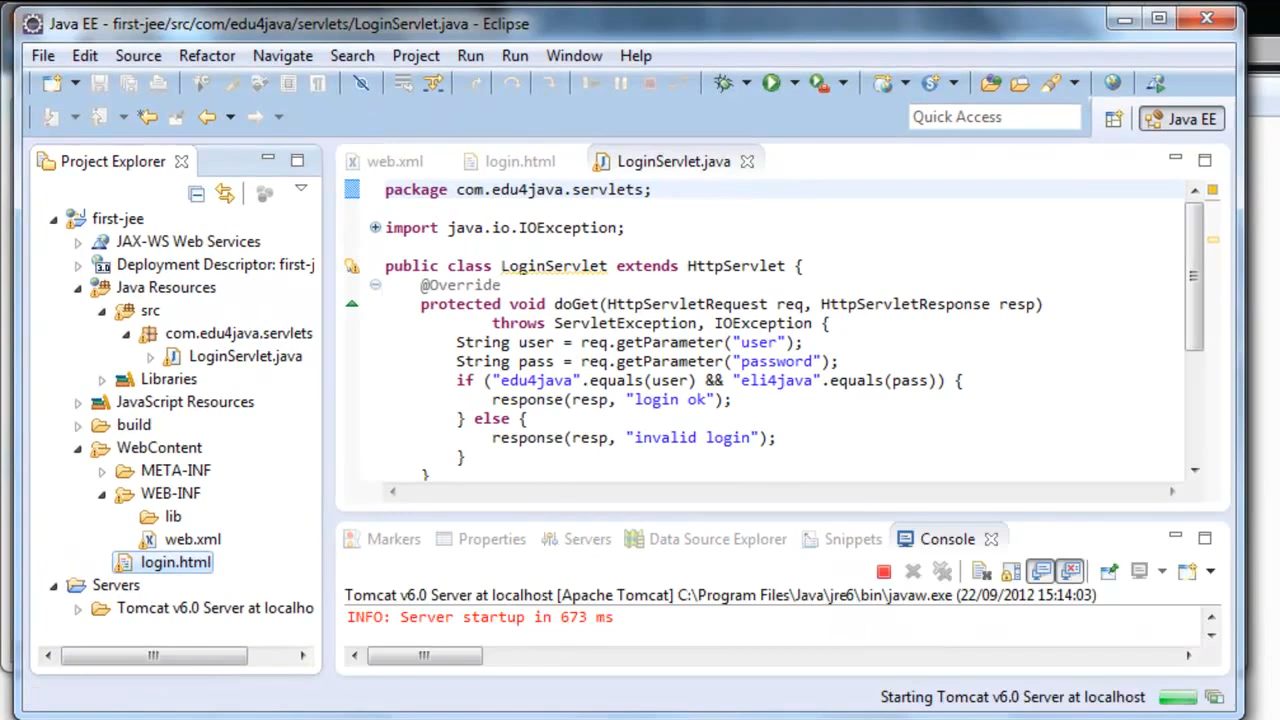 Java EE - first-jee/src/com/edu4java/servlets/LoginServlet.java - Eclipse
File Edit Source Refactor Navigate Search Project Run Run Window Help
Quick Access
Java EE
Project Explorer
first-jee
JAX-WS Web Services
Deployment Descriptor: first-j
Java Resources
src
com.edu4java.servlets
LoginServlet.java
Libraries
JavaScript Resources
build
WebContent
META-INF
WEB-INF
lib
web.xml
login.html
Servers
Tomcat v6.0 Server at localho
web.xml login.html LoginServlet.java
package com.edu4java.servlets;
import java.io.IOException;
public class LoginServlet extends HttpServlet {
@Override
protected void doGet(HttpServletRequest req, HttpServletResponse resp)
throws ServletException, IOException {
String user = req.getParameter("user");
String pass = req.getParameter("password");
if ("edu4java".equals(user) && "eli4java".equals(pass)) {
response(resp, "login ok");
} else {
response(resp, "invalid login");
}
}
Markers Properties Servers Data Source Explorer Snippets Console
Tomcat v6.0 Server at localhost [Apache Tomcat] C:\Program Files\Java\jre6\bin\javaw.exe (22/09/2012 15:14:03)
INFO: Server startup in 673 ms
Starting Tomcat v6.0 Server at localhost